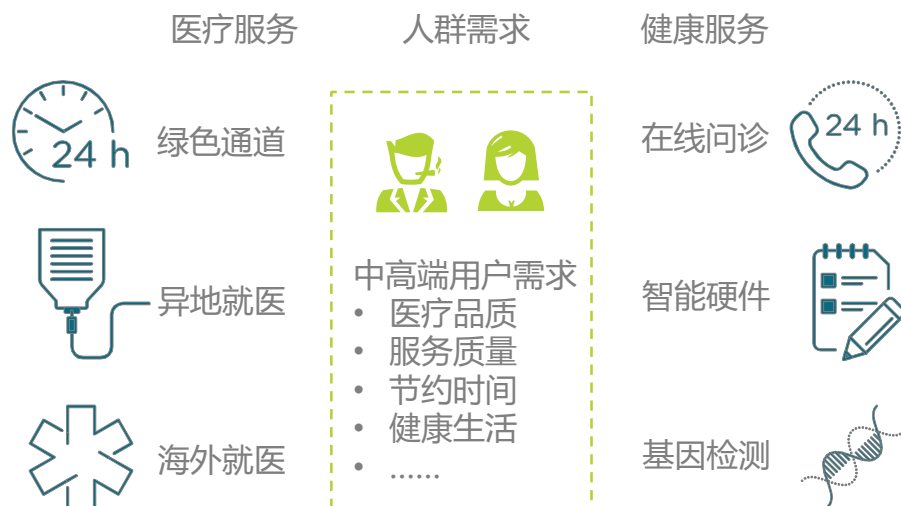 医疗服务
人群需求
健康服务
24 h
绿色通道
在线问诊
24 h
异地就医
智能硬件
海外就医
基因检测
中高端用户需求
• 医疗品质
• 服务质量
• 节约时间
• 健康生活
• ......